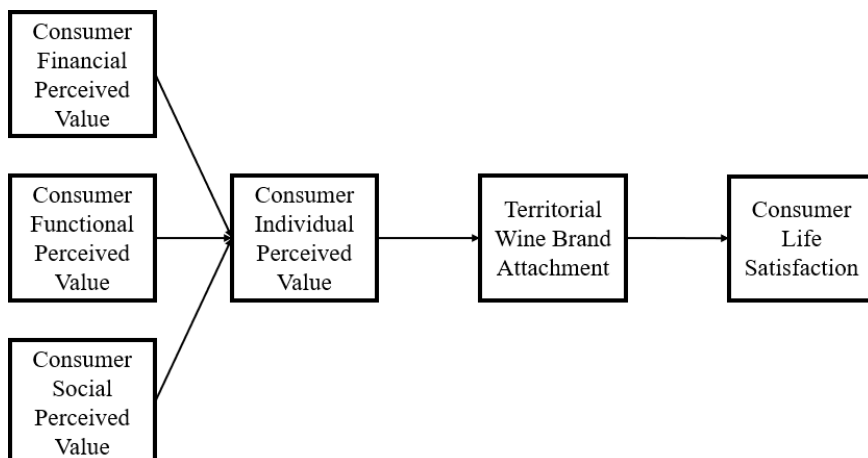 Consumer
Financial
Perceived
Value
Consumer
Functional
Perceived
Value
Consumer
Social
Perceived
Value
Consumer
Individual
Perceived
Value
Territorial
Wine Brand
Attachment
Consumer
Life
Satisfaction